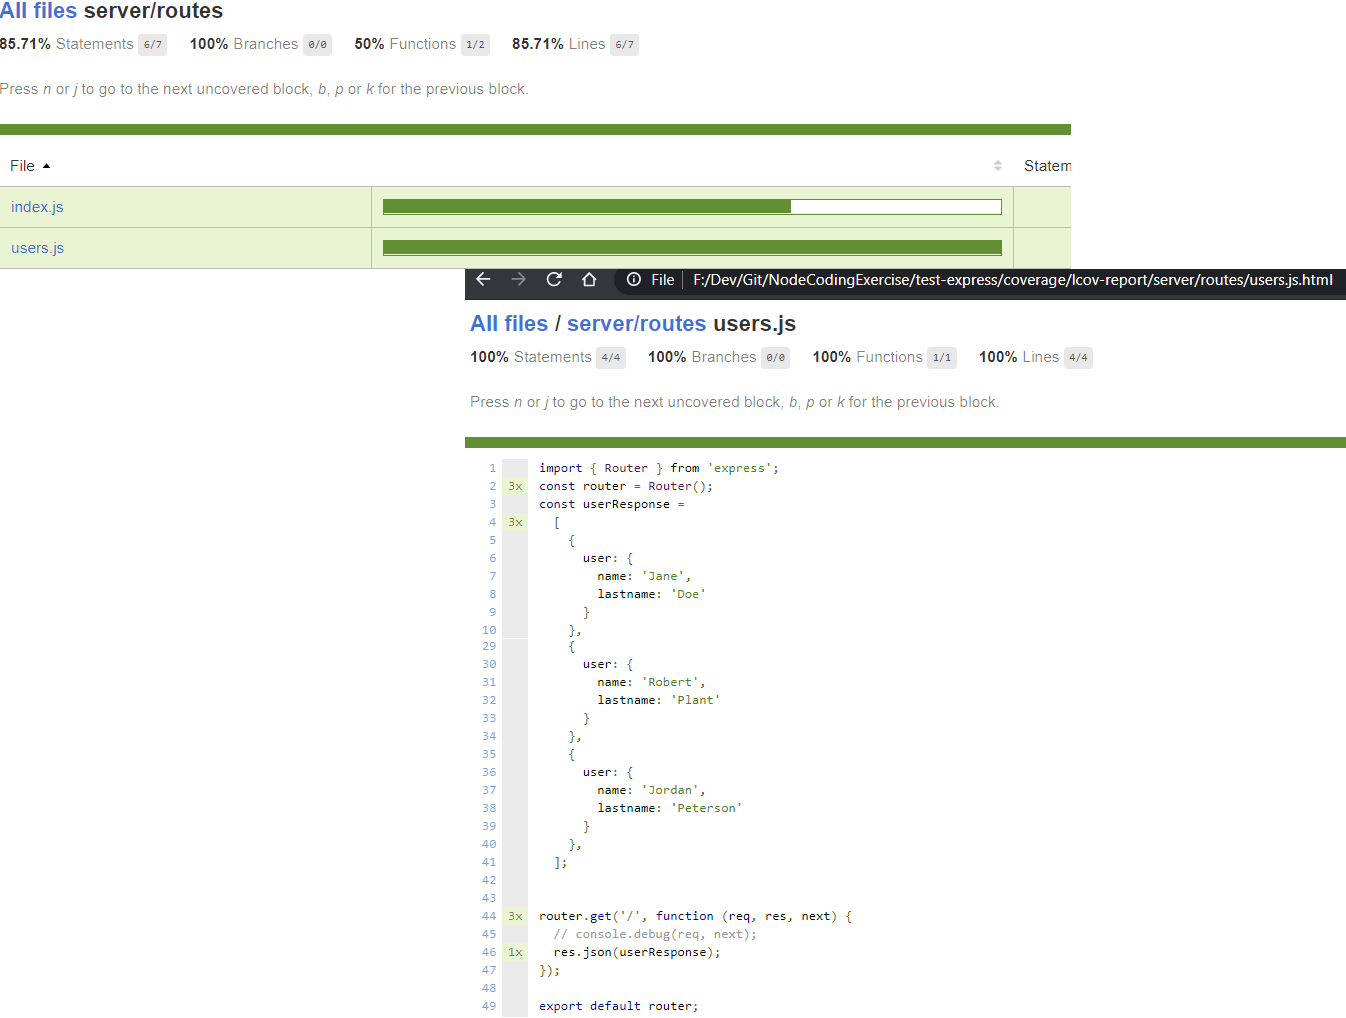 All files server/routes
85.71% Statements 6/7 100% Branches 0/0 50% Functions 1/2 85.71% Lines 6/7
Press n or j to go to the next uncovered block, b, p or k for the previous block.
File Statem
index.js
users.js
File F:/Dev/Git/NodeCodingExercise/test-express/coverage/lcov-report/server/routes/users.js.html
All files / server/routes users.js
100% Statements 4/4 100% Branches 0/0 100% Functions 1/1 100% Lines 4/4
Press n or j to go to the next uncovered block, b, p or k for the previous block.
1 import { Router } from 'express';
2 3x const router = Router();
3 const userResponse =
4 3x [
5 {
6 user: {
7 name: 'Jane',
8 lastname: 'Doe'
9 }
10 },
29 {
30 user: {
31 name: 'Robert',
32 lastname: 'Plant'
33 }
34 },
35 {
36 user: {
37 name: 'Jordan',
38 lastname: 'Peterson'
39 }
40 },
41 ];
42
43
44 3x router.get('/', function (req, res, next) {
45 // console.debug(req, next);
46 1x res.json(userResponse);
47 });
48
49 export default router;